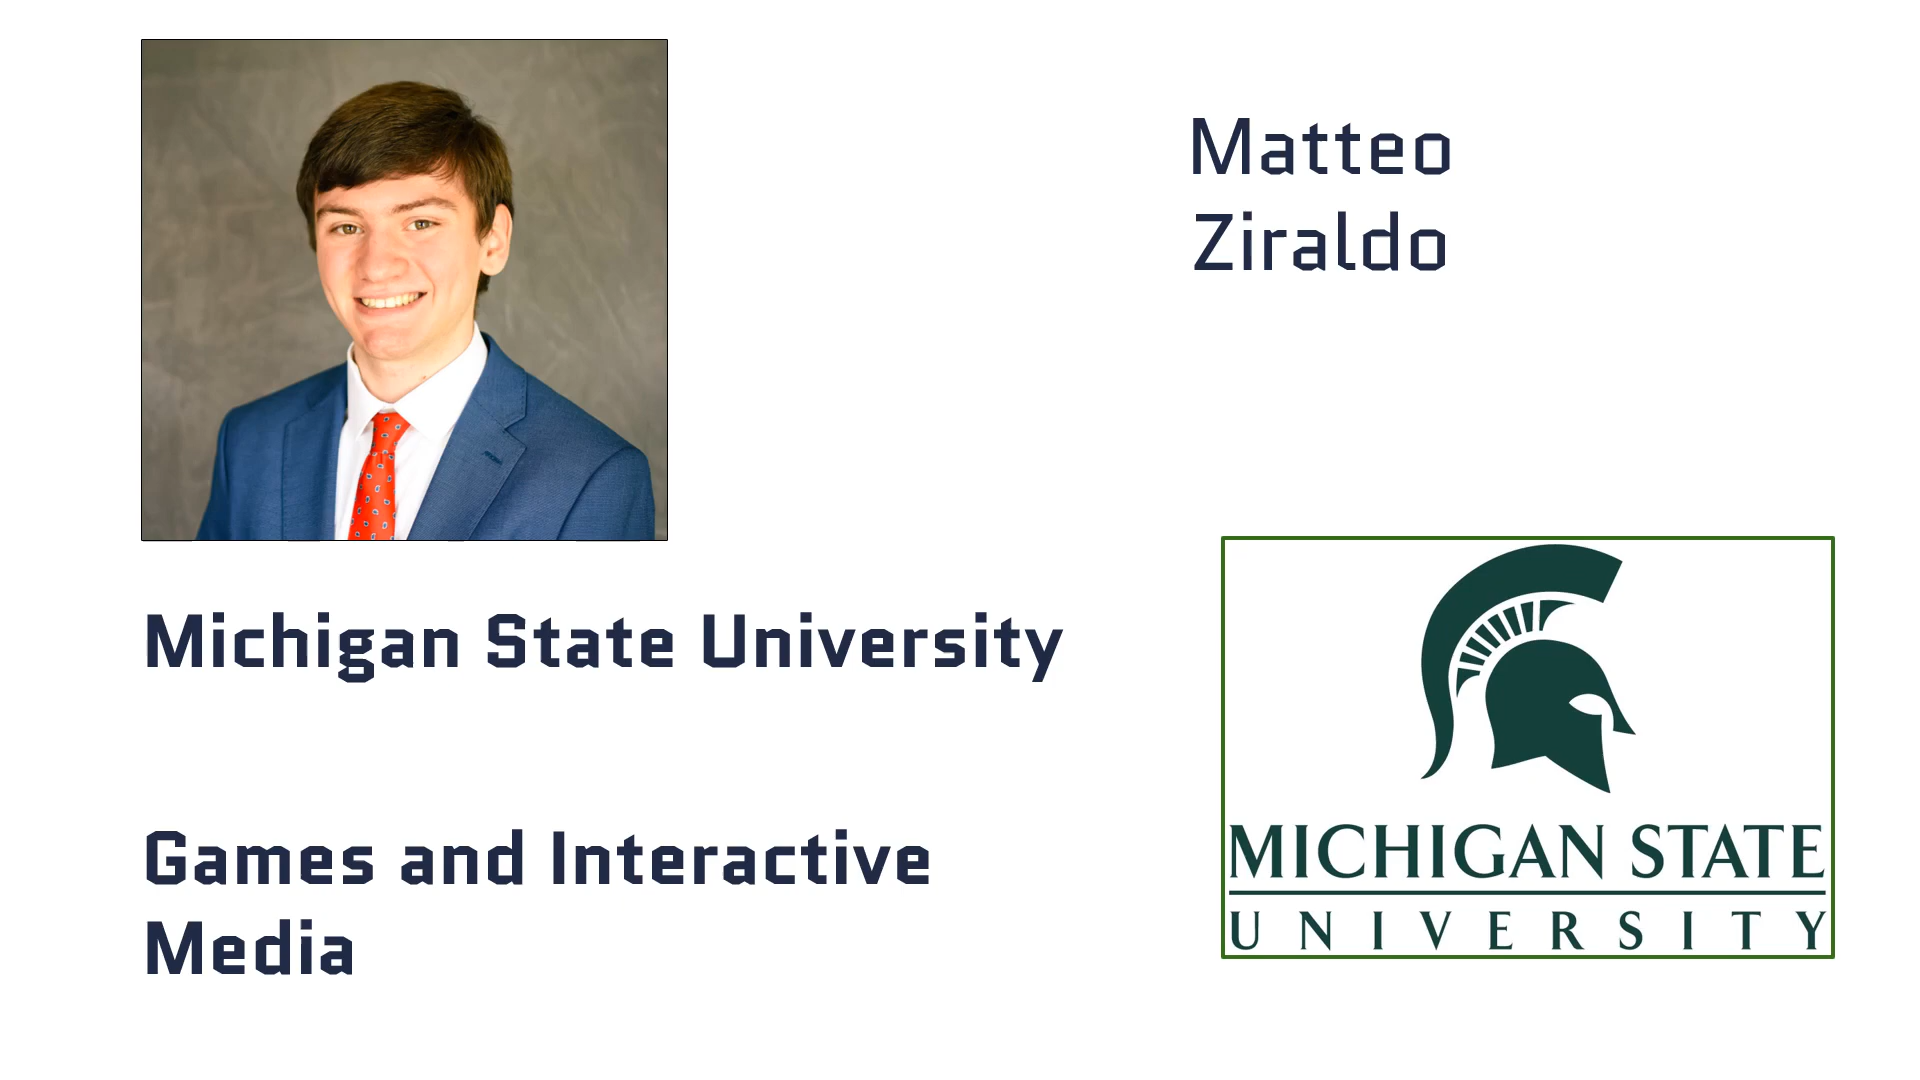 Matteo
Ziraldo
Michigan State University
Games and Interactive
Media
MICHIGAN STATE
UNIVERSITY